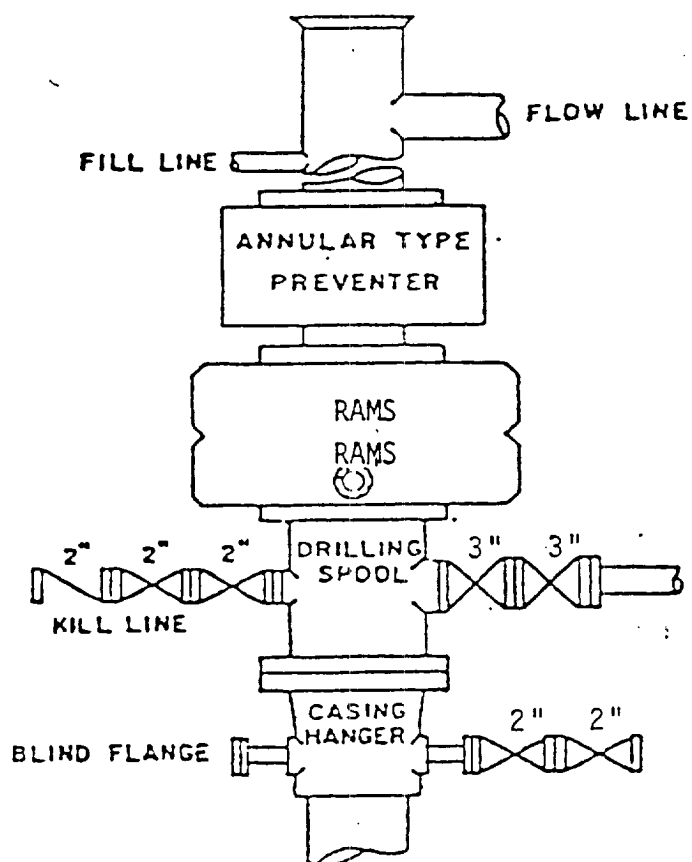 FLOW LINE
FILL LINE
ANNULAR TYPE
PREVENTER
RAMS
RAMS
2" 2" 2"
DRILLING
SPOOL
3" 3"
KILL LINE
CASING
HANGER
2" 2"
BLIND FLANGE